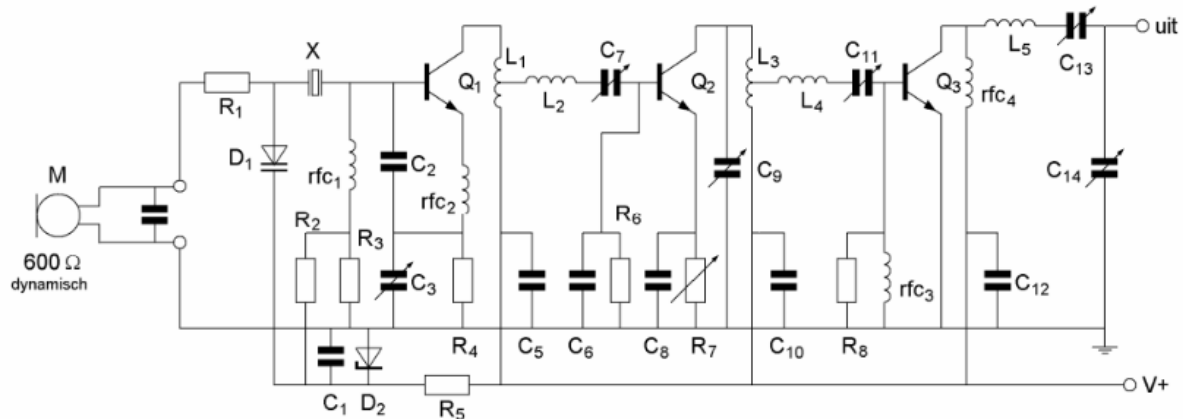 uit
X
C₇
C₁₁
L₁
L₃
L₅
C₁₃
Q₁
Q₂
Q₃
R₁
L₂
L₄
rfc₄
D₁
C₂
M
rfc₁
C₉
C₁₄
rfc₂
R₂
R₆
R₃
600 Ω
dynamisch
C₃
rfc₃
C₁₂
R₄
C₅
C₆
C₈
R₇
C₁₀
R₈
V+
C₁
D₂
R₅